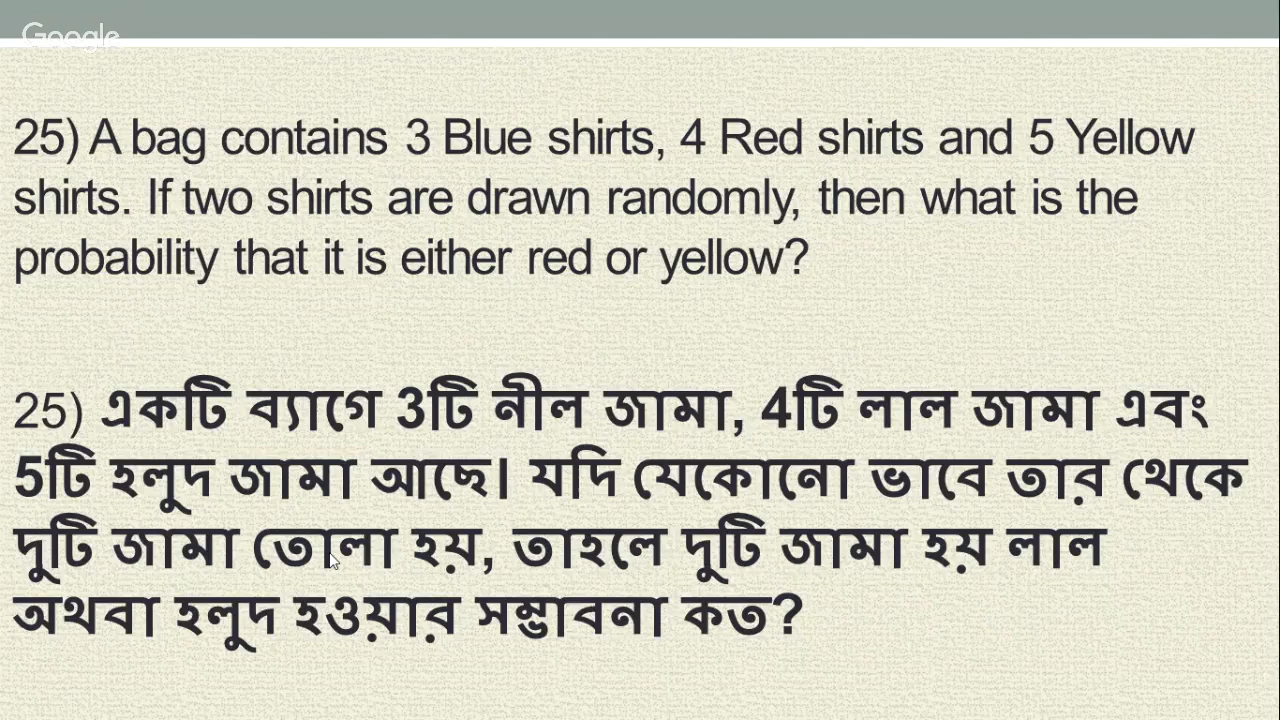 Google
25) A bag contains 3 Blue shirts, 4 Red shirts and 5 Yellow
shirts. If two shirts are drawn randomly, then what is the
probability that it is either red or yellow?
25) একটি ব্যাগে 3টি নীল জামা, 4টি লাল জামা এবং
5টি হলুদ জামা আছে। যদি যেকোনো ভাবে তার থেকে
দুটি জামা তোলা হয়, তাহলে দুটি জামা হয় লাল
অথবা হলুদ হওয়ার সম্ভাবনা কত?